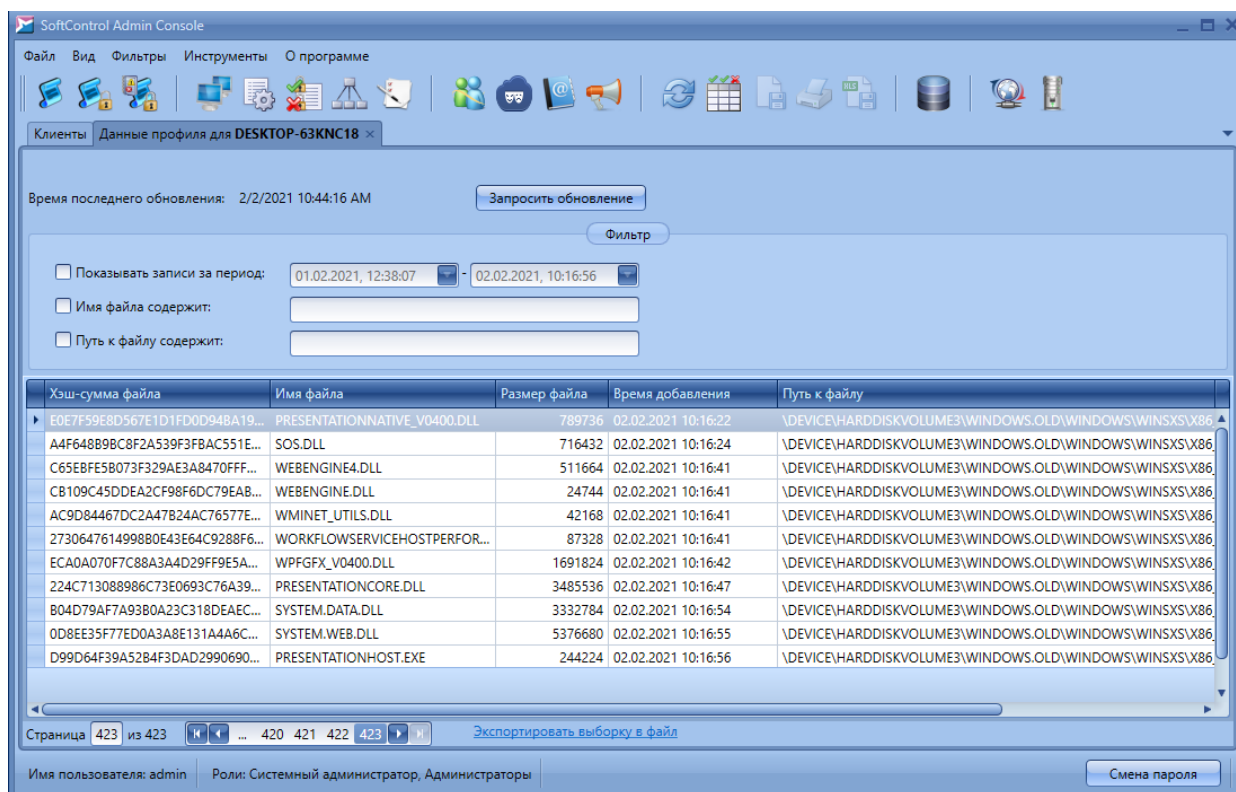 SoftControl Admin Console
Файл Вид Фильтры Инструменты О программе
Клиенты Данные профиля для DESKTOP-63KNC18 ×
Время последнего обновления: 2/2/2021 10:44:16 AM Запросить обновление
Фильтр
Показывать записи за период: 01.02.2021, 12:38:07 - 02.02.2021, 10:16:56
Имя файла содержит:
Путь к файлу содержит:
Хэш-сумма файла Имя файла Размер файла Время добавления Путь к файлу
E0E7F59E8D567E1D1FD0D94BA19... PRESENTATIONNATIVE_V0400.DLL 789736 02.02.2021 10:16:22 \DEVICE\HARDDISKVOLUME3\WINDOWS.OLD\WINDOWS\WINSXS\X86_
A4F648B9BC8F2A539F3FBAC551E... SOS.DLL 716432 02.02.2021 10:16:24 \DEVICE\HARDDISKVOLUME3\WINDOWS.OLD\WINDOWS\WINSXS\X86_
C65EBFE5B073F329AE3A8470FFF... WEBENGINE4.DLL 511664 02.02.2021 10:16:41 \DEVICE\HARDDISKVOLUME3\WINDOWS.OLD\WINDOWS\WINSXS\X86_
CB109C45DDEA2CF98F6DC79EAB... WEBENGINE.DLL 24744 02.02.2021 10:16:41 \DEVICE\HARDDISKVOLUME3\WINDOWS.OLD\WINDOWS\WINSXS\X86_
AC9D84467DC2A47B24AC76577E... WMINET_UTILS.DLL 42168 02.02.2021 10:16:41 \DEVICE\HARDDISKVOLUME3\WINDOWS.OLD\WINDOWS\WINSXS\X86_
2730647614998B0E43E64C9288F6... WORKFLOWSERVICEHOSTPERFOR... 87328 02.02.2021 10:16:41 \DEVICE\HARDDISKVOLUME3\WINDOWS.OLD\WINDOWS\WINSXS\X86_
ECA0A070F7C88A3A4D29FF9E5A... WPFGFX_V0400.DLL 1691824 02.02.2021 10:16:42 \DEVICE\HARDDISKVOLUME3\WINDOWS.OLD\WINDOWS\WINSXS\X86_
224C713088986C73E0693C76A39... PRESENTATIONCORE.DLL 3485536 02.02.2021 10:16:47 \DEVICE\HARDDISKVOLUME3\WINDOWS.OLD\WINDOWS\WINSXS\X86_
B04D79AF7A93B0A23C318DEAEC... SYSTEM.DATA.DLL 3332784 02.02.2021 10:16:54 \DEVICE\HARDDISKVOLUME3\WINDOWS.OLD\WINDOWS\WINSXS\X86_
0D8EE35F77ED0A3A8E131A4A6C... SYSTEM.WEB.DLL 5376680 02.02.2021 10:16:55 \DEVICE\HARDDISKVOLUME3\WINDOWS.OLD\WINDOWS\WINSXS\X86_
D99D64F39A52B4F3DAD2990690... PRESENTATIONHOST.EXE 244224 02.02.2021 10:16:56 \DEVICE\HARDDISKVOLUME3\WINDOWS.OLD\WINDOWS\WINSXS\X86_
Страница 423 из 423 ... 420 421 422 423 Экспортировать выборку в файл
Имя пользователя: admin Роли: Системный администратор, Администраторы Смена пароля